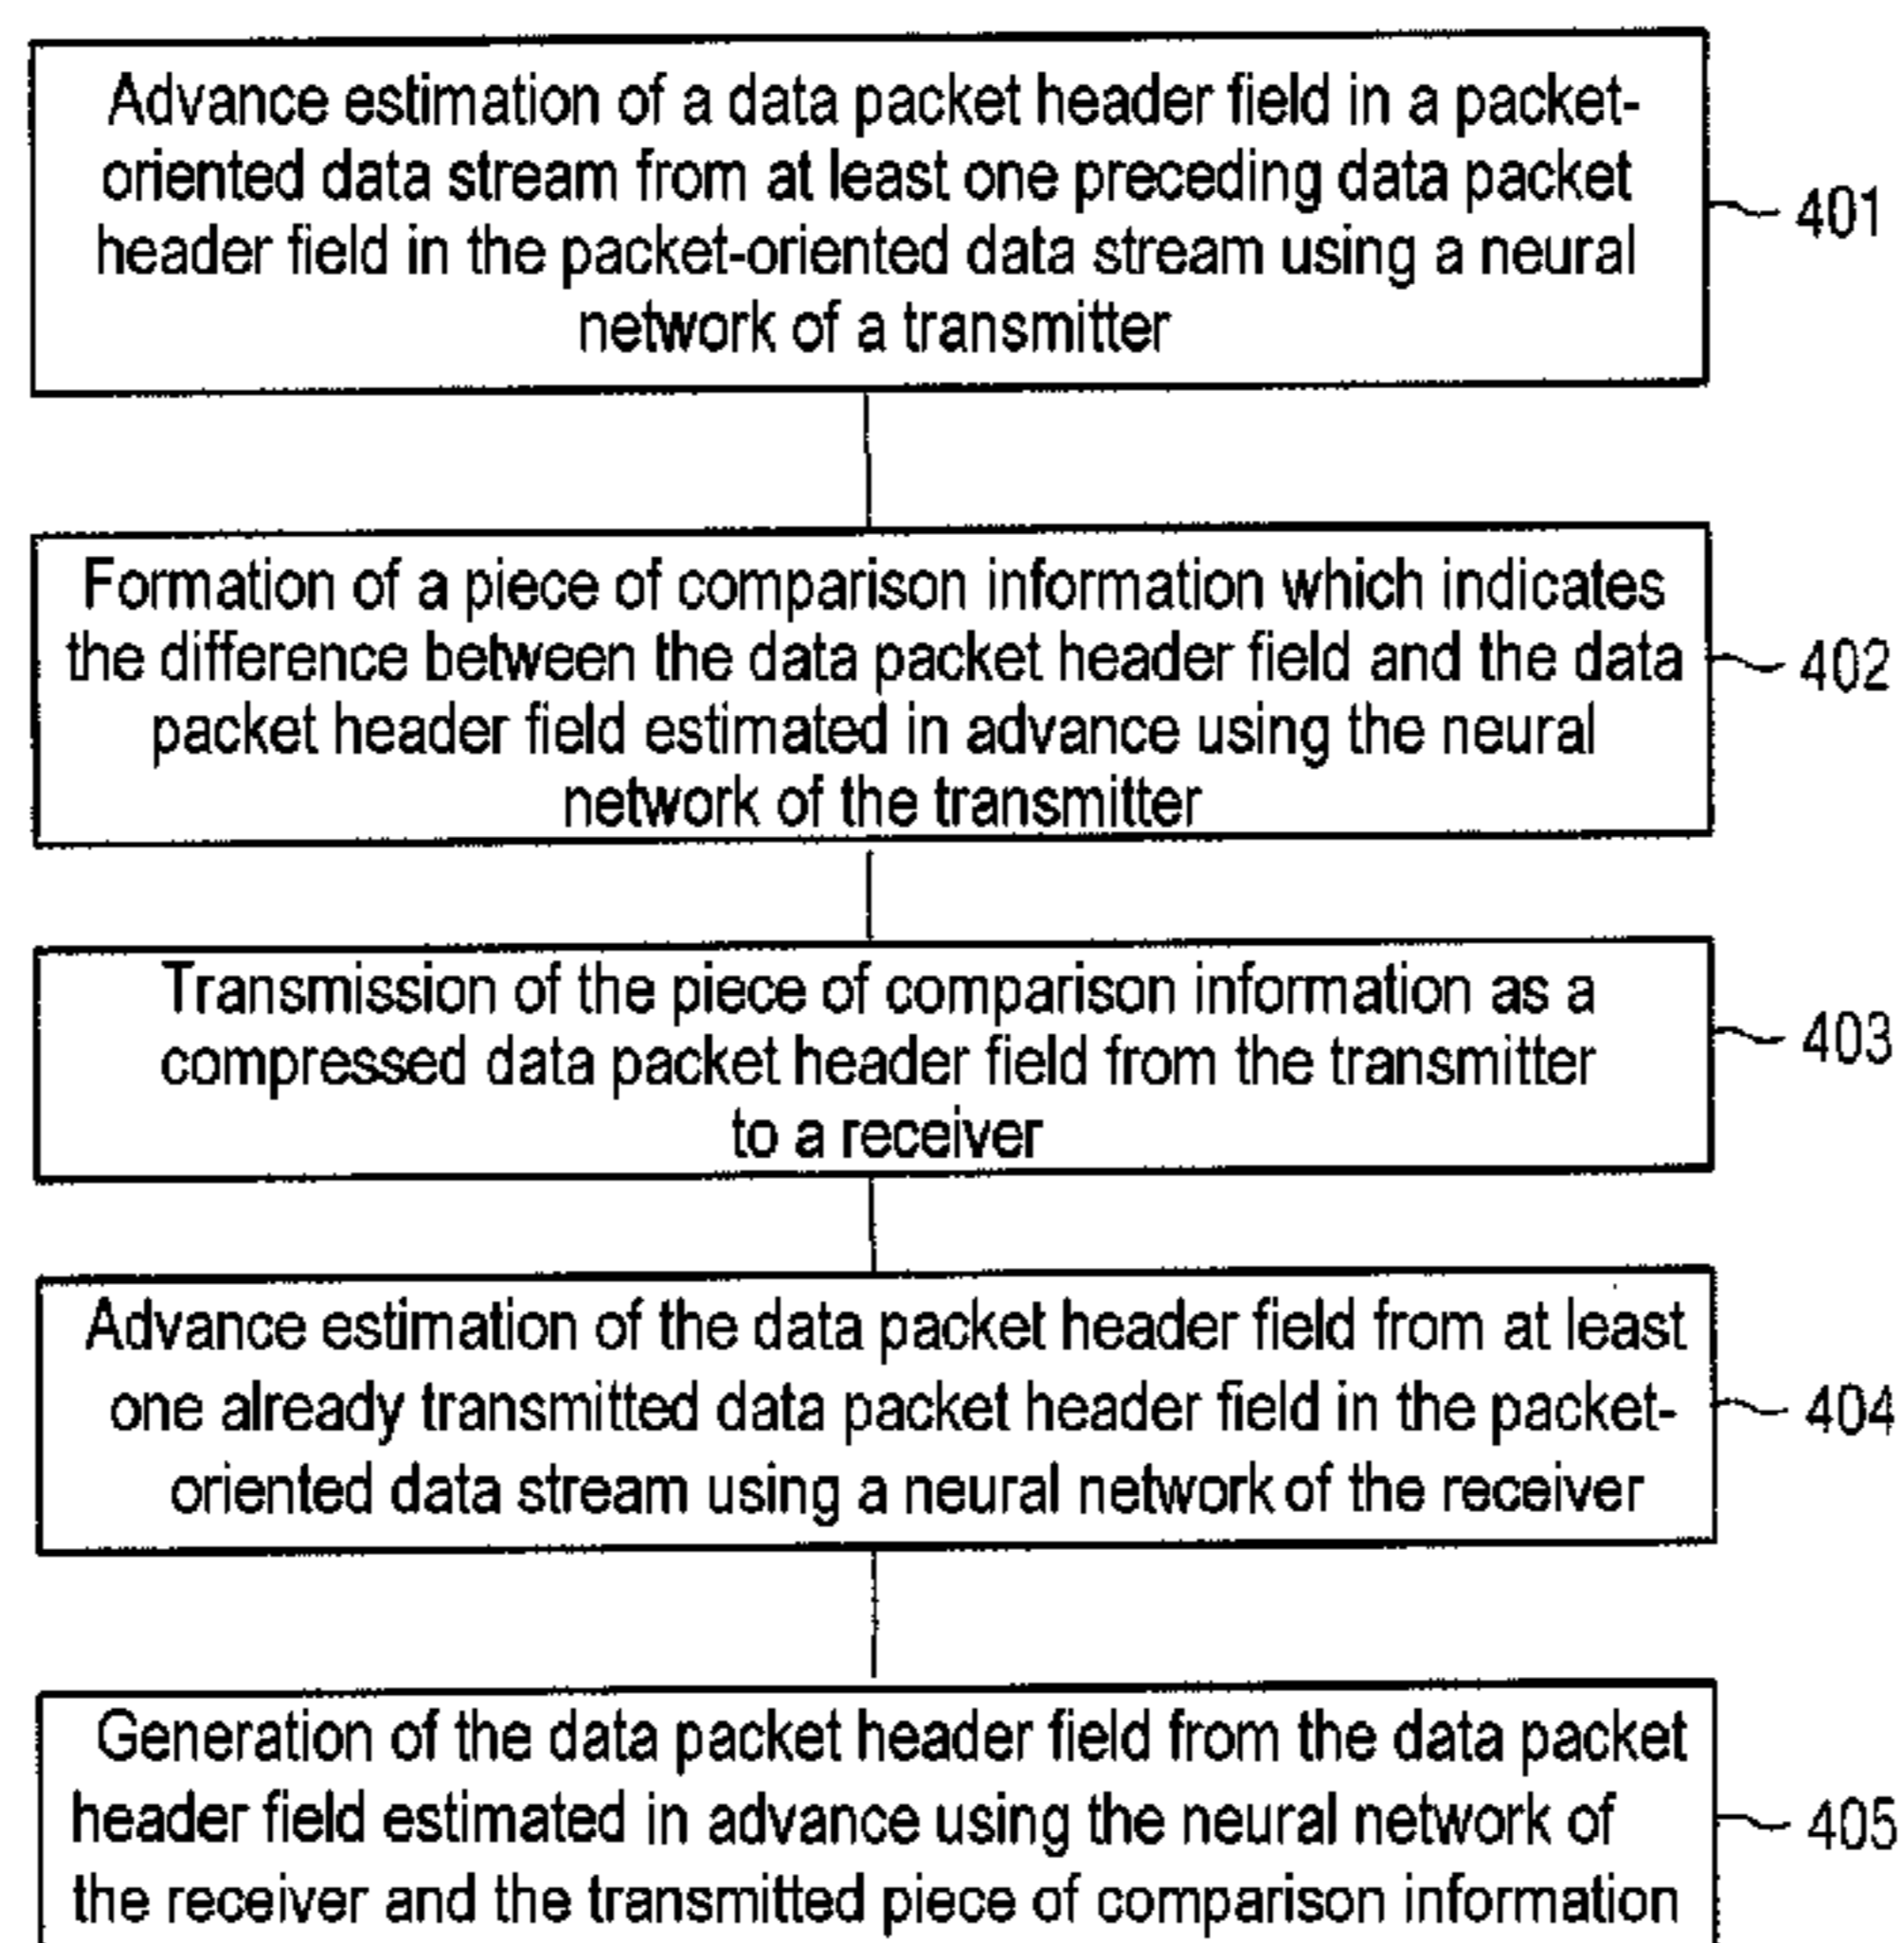 Advance estimation of a data packet header field in a packet-
oriented data stream from at least one preceding data packet
header field in the packet-oriented data stream using a neural
network of a transmitter
401
Formation of a piece of comparison information which indicates
the difference between the data packet header field and the data
packet header field estimated in advance using the neural
network of the transmitter
402
Transmission of the piece of comparison information as a
compressed data packet header field from the transmitter
to a receiver
403
Advance estimation of the data packet header field from at least
one already transmitted data packet header field in the packet-
oriented data stream using a neural network of the receiver
404
Generation of the data packet header field from the data packet
header field estimated in advance using the neural network of
the receiver and the transmitted piece of comparison information
405